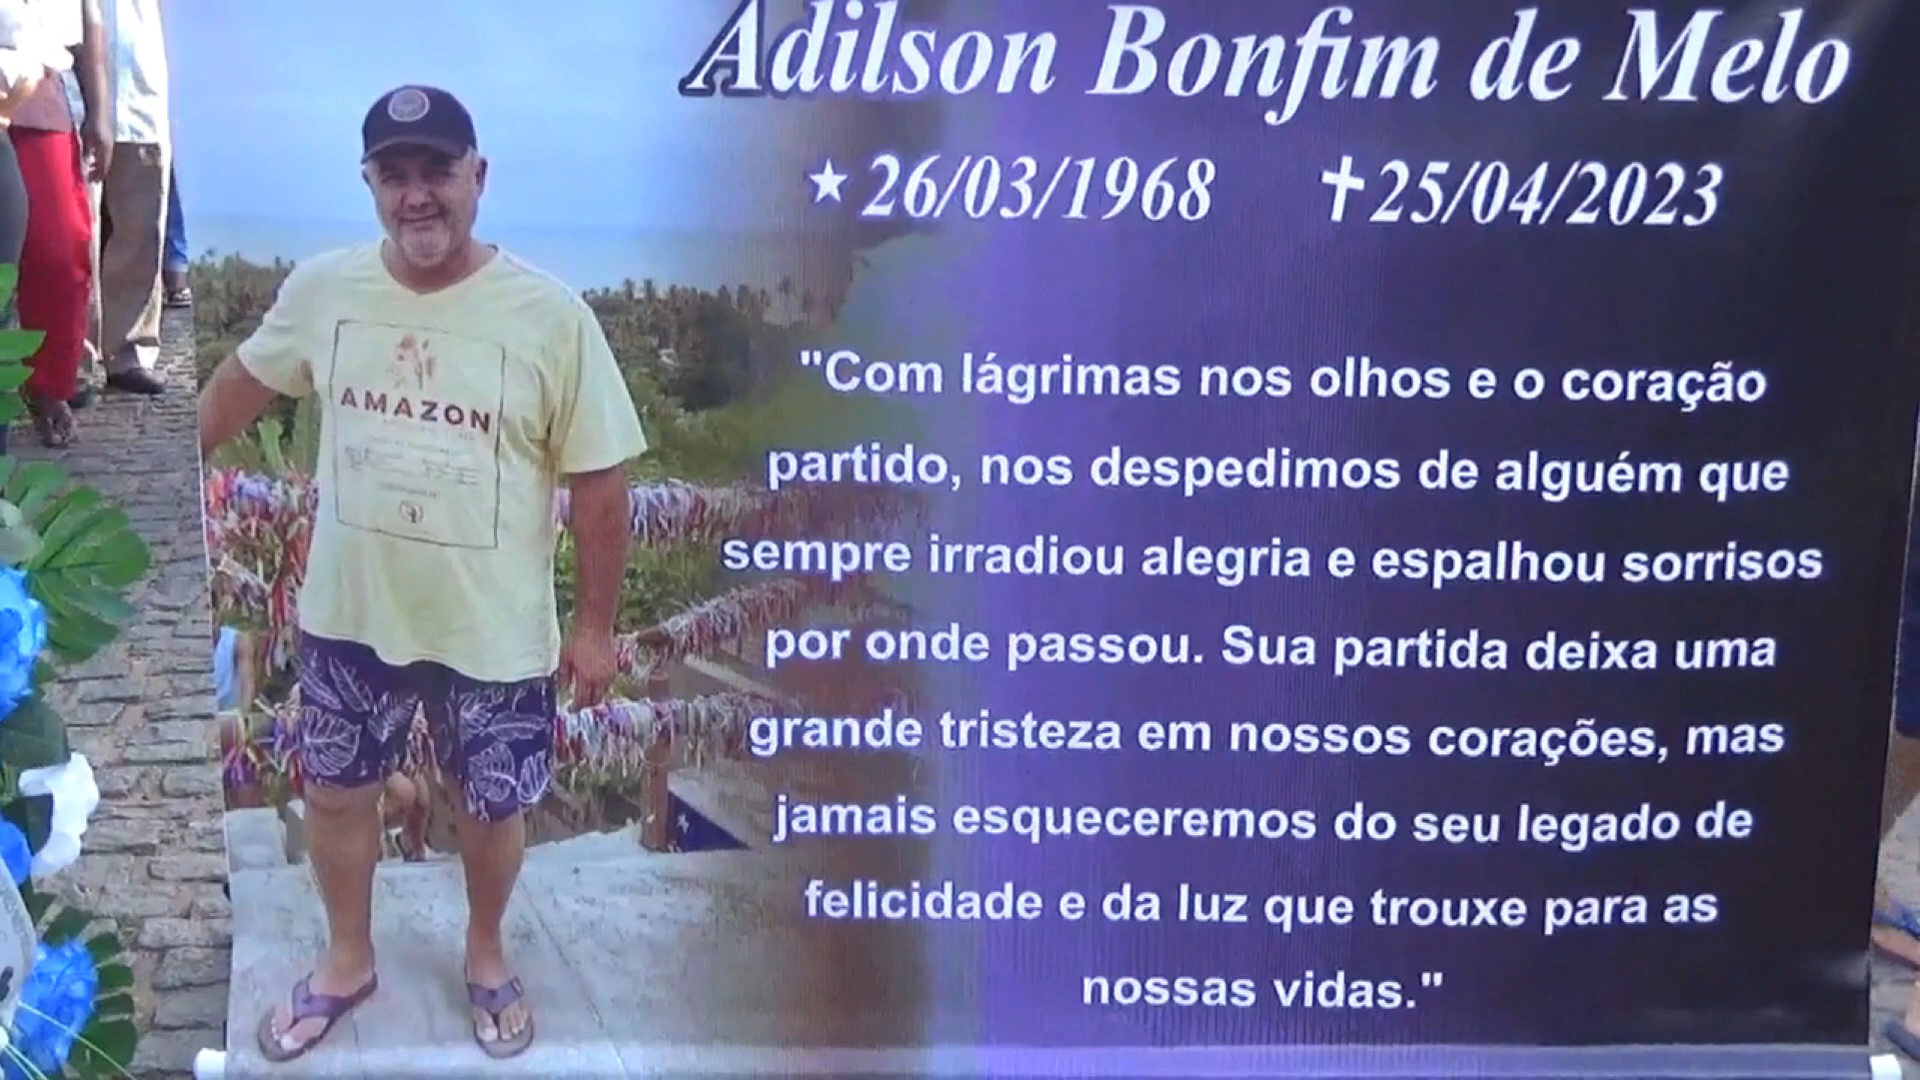 Adilson Bonfim de Melo
★ 26/03/1968 ✝ 25/04/2023
"Com lágrimas nos olhos e o coração
partido, nos despedimos de alguém que
sempre irradiou alegria e espalhou sorrisos
por onde passou. Sua partida deixa uma
grande tristeza em nossos corações, mas
jamais esqueceremos do seu legado de
felicidade e da luz que trouxe para as
nossas vidas."
AMAZON